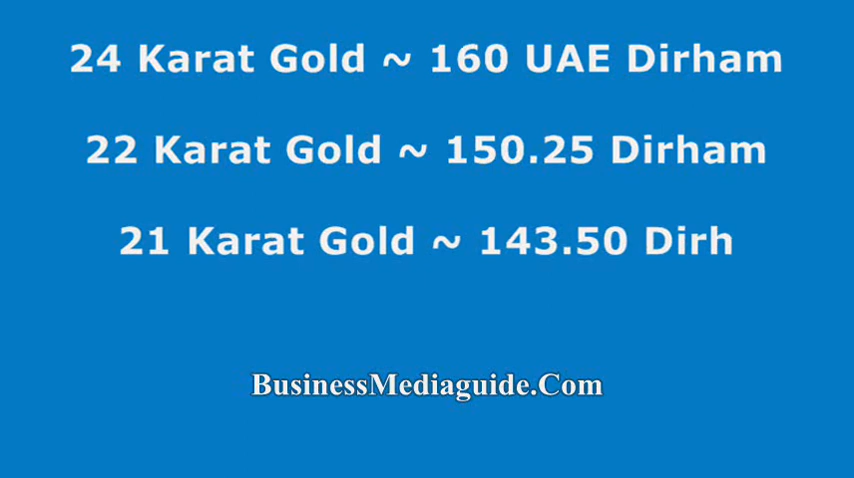 24 Karat Gold ~ 160 UAE Dirham
22 Karat Gold ~ 150.25 Dirham
21 Karat Gold ~ 143.50 Dirh
BusinessMediaguide.Com